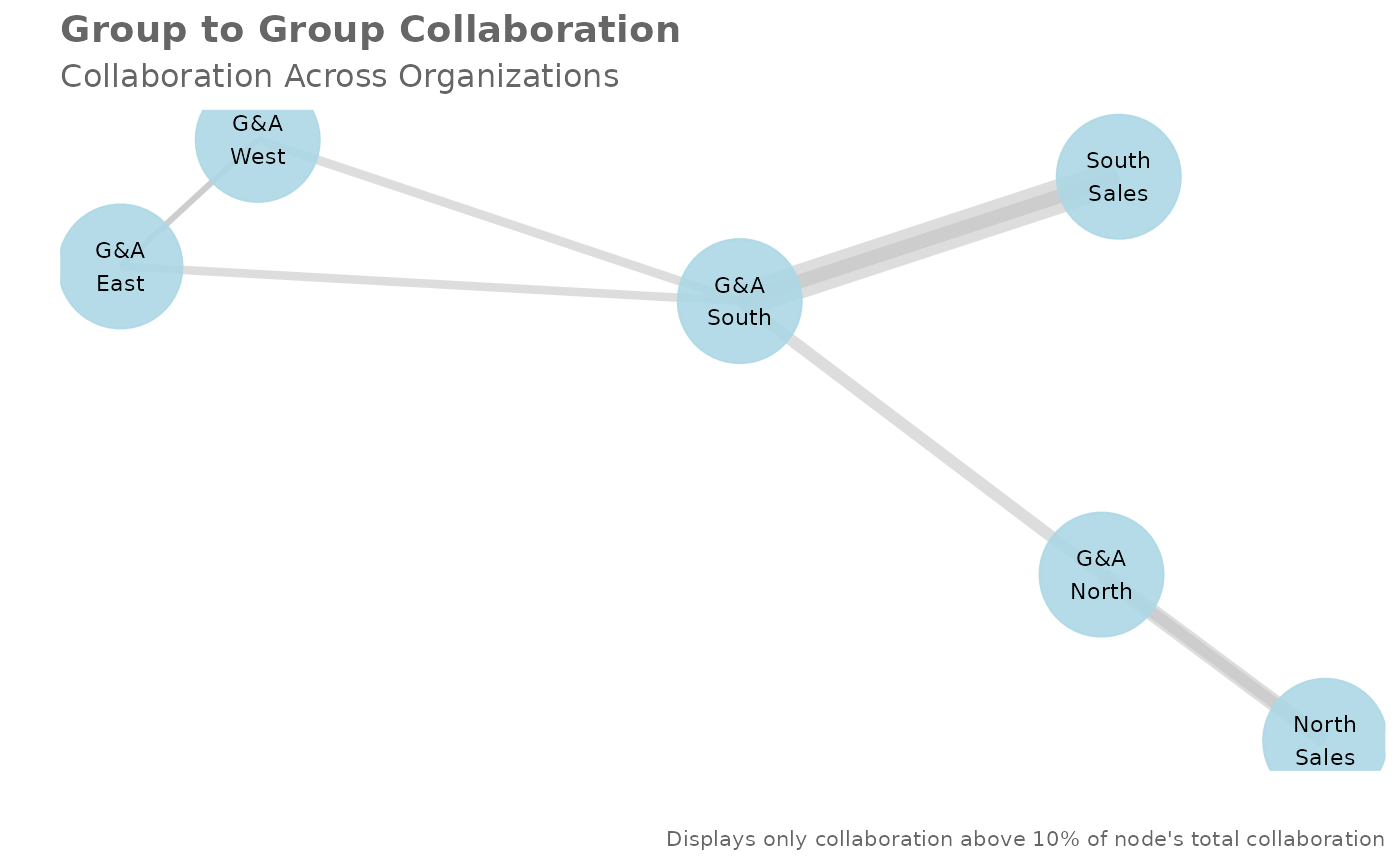 Group to Group Collaboration
Collaboration Across Organizations
G&A
West
South
Sales
G&A
East
G&A
South
G&A
North
North
Sales
Displays only collaboration above 10% of node's total collaboration